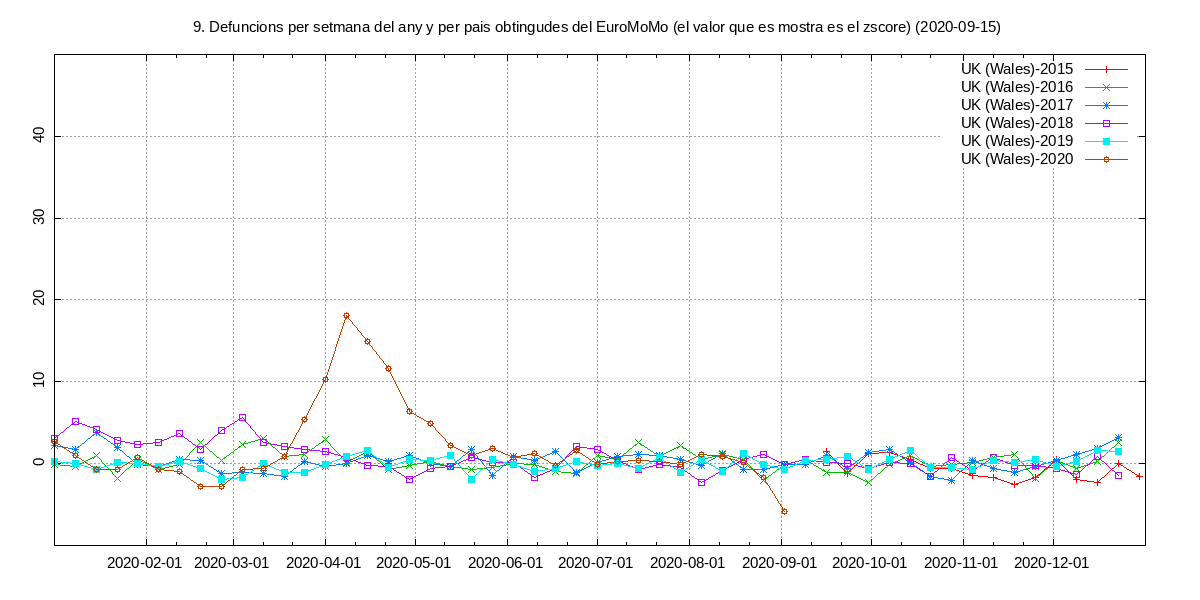 9. Defuncions per setmana del any y per pais obtingudes del EuroMoMo (el valor que es mostra es el zscore) (2020-09-15)
UK (Wales)-2015
UK (Wales)-2016
UK (Wales)-2017
UK (Wales)-2018
UK (Wales)-2019
UK (Wales)-2020
40
30
20
10
0
2020-02-01 2020-03-01 2020-04-01 2020-05-01 2020-06-01 2020-07-01 2020-08-01 2020-09-01 2020-10-01 2020-11-01 2020-12-01